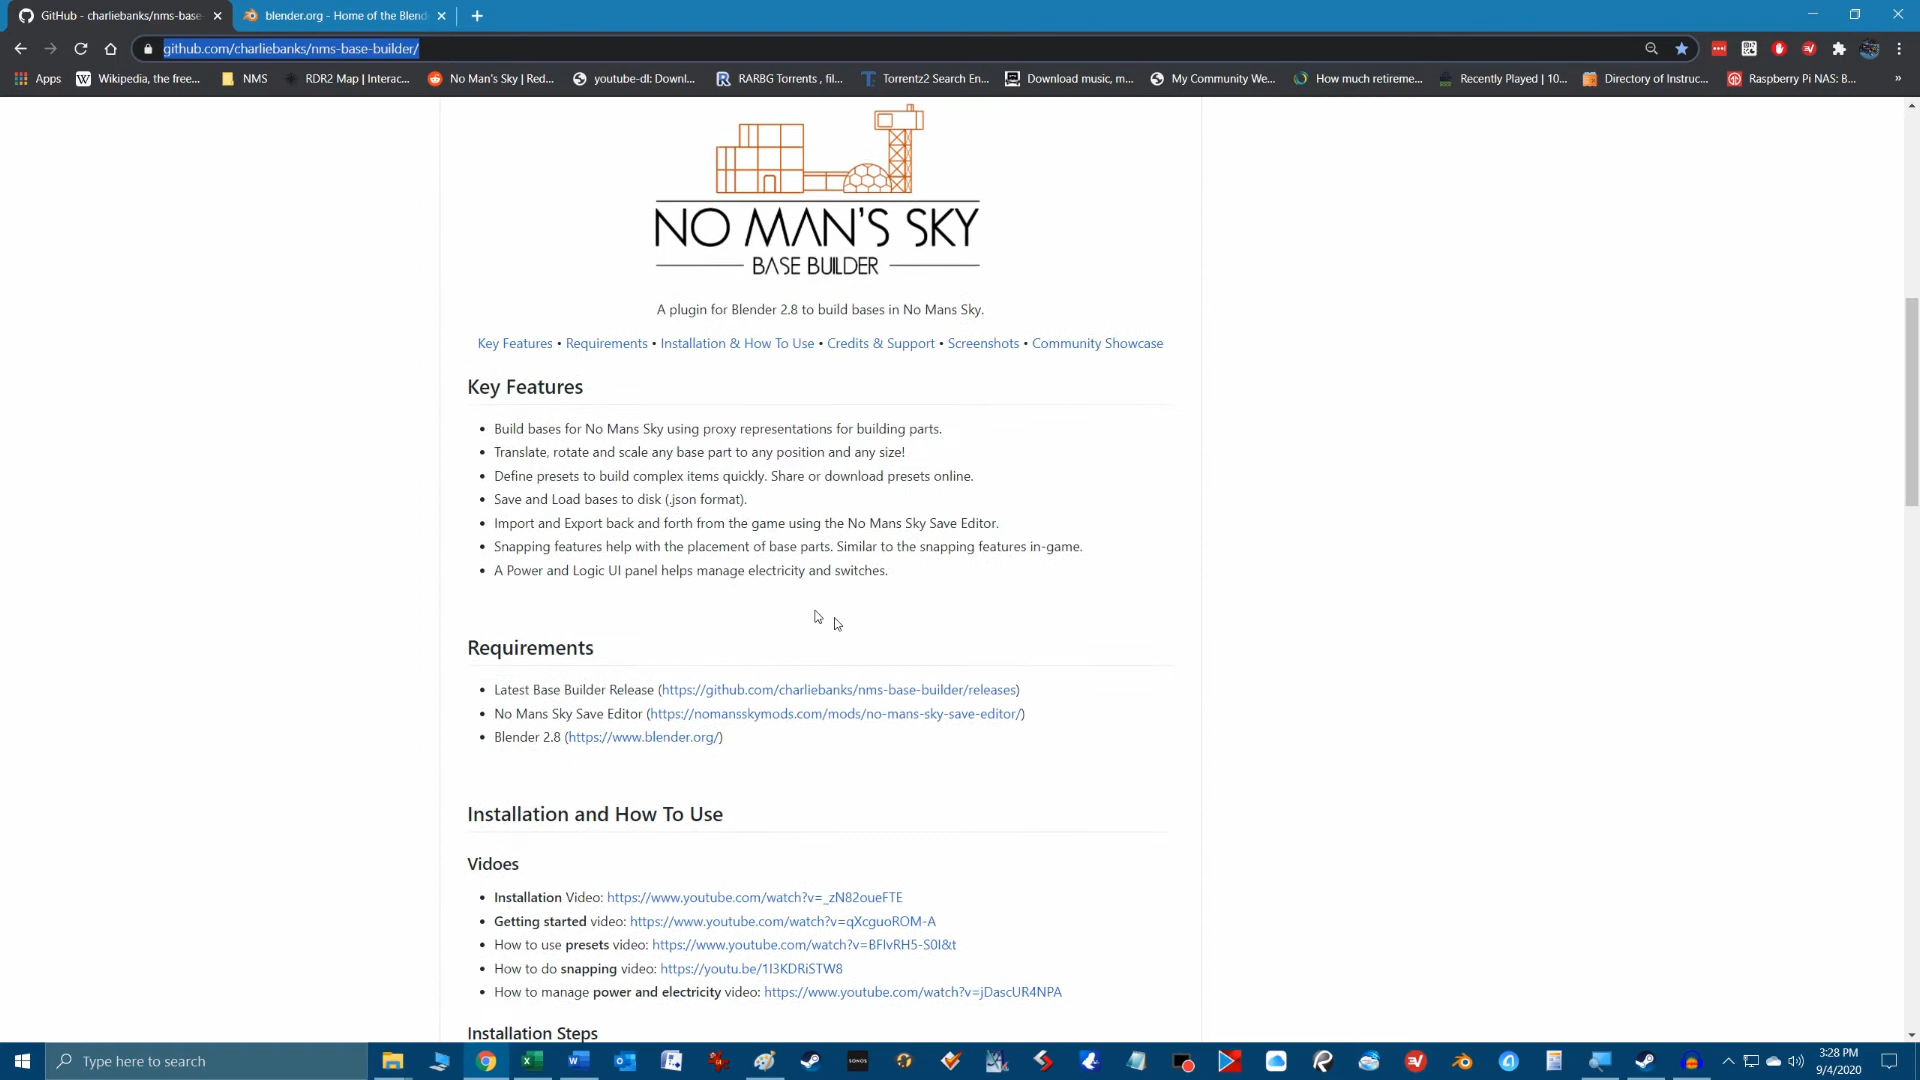 GitHub - charliebanks/nms-base-
blender.org - Home of the Blend
github.com/charliebanks/nms-base-builder/
Apps
Wikipedia, the free...
NMS
RDR2 Map | Interac...
No Man's Sky | Red...
youtube-dl: Downl...
RARBG Torrents , fil...
Torrentz2 Search En...
Download music, m...
My Community We...
How much retireme...
Recently Played | 10...
Directory of Instruc...
Raspberry Pi NAS: B...
»
NO MAN'S SKY
BASE BUILDER
A plugin for Blender 2.8 to build bases in No Mans Sky.
Key Features • Requirements • Installation & How To Use • Credits & Support • Screenshots • Community Showcase
Key Features
• Build bases for No Mans Sky using proxy representations for building parts.
• Translate, rotate and scale any base part to any position and any size!
• Define presets to build complex items quickly. Share or download presets online.
• Save and Load bases to disk (.json format).
• Import and Export back and forth from the game using the No Mans Sky Save Editor.
• Snapping features help with the placement of base parts. Similar to the snapping features in-game.
• A Power and Logic UI panel helps manage electricity and switches.
Requirements
• Latest Base Builder Release (https://github.com/charliebanks/nms-base-builder/releases)
• No Mans Sky Save Editor (https://nomansskymods.com/mods/no-mans-sky-save-editor/)
• Blender 2.8 (https://www.blender.org/)
Installation and How To Use
Vidoes
• Installation Video: https://www.youtube.com/watch?v=_zN82oueFTE
• Getting started video: https://www.youtube.com/watch?v=qXcguoROM-A
• How to use presets video: https://www.youtube.com/watch?v=BFIvRH5-S0I&t
• How to do snapping video: https://youtu.be/1I3KDRiSTW8
• How to manage power and electricity video: https://www.youtube.com/watch?v=jDascUR4NPA
Installation Steps
Type here to search
SONOS
3:28 PM
9/4/2020